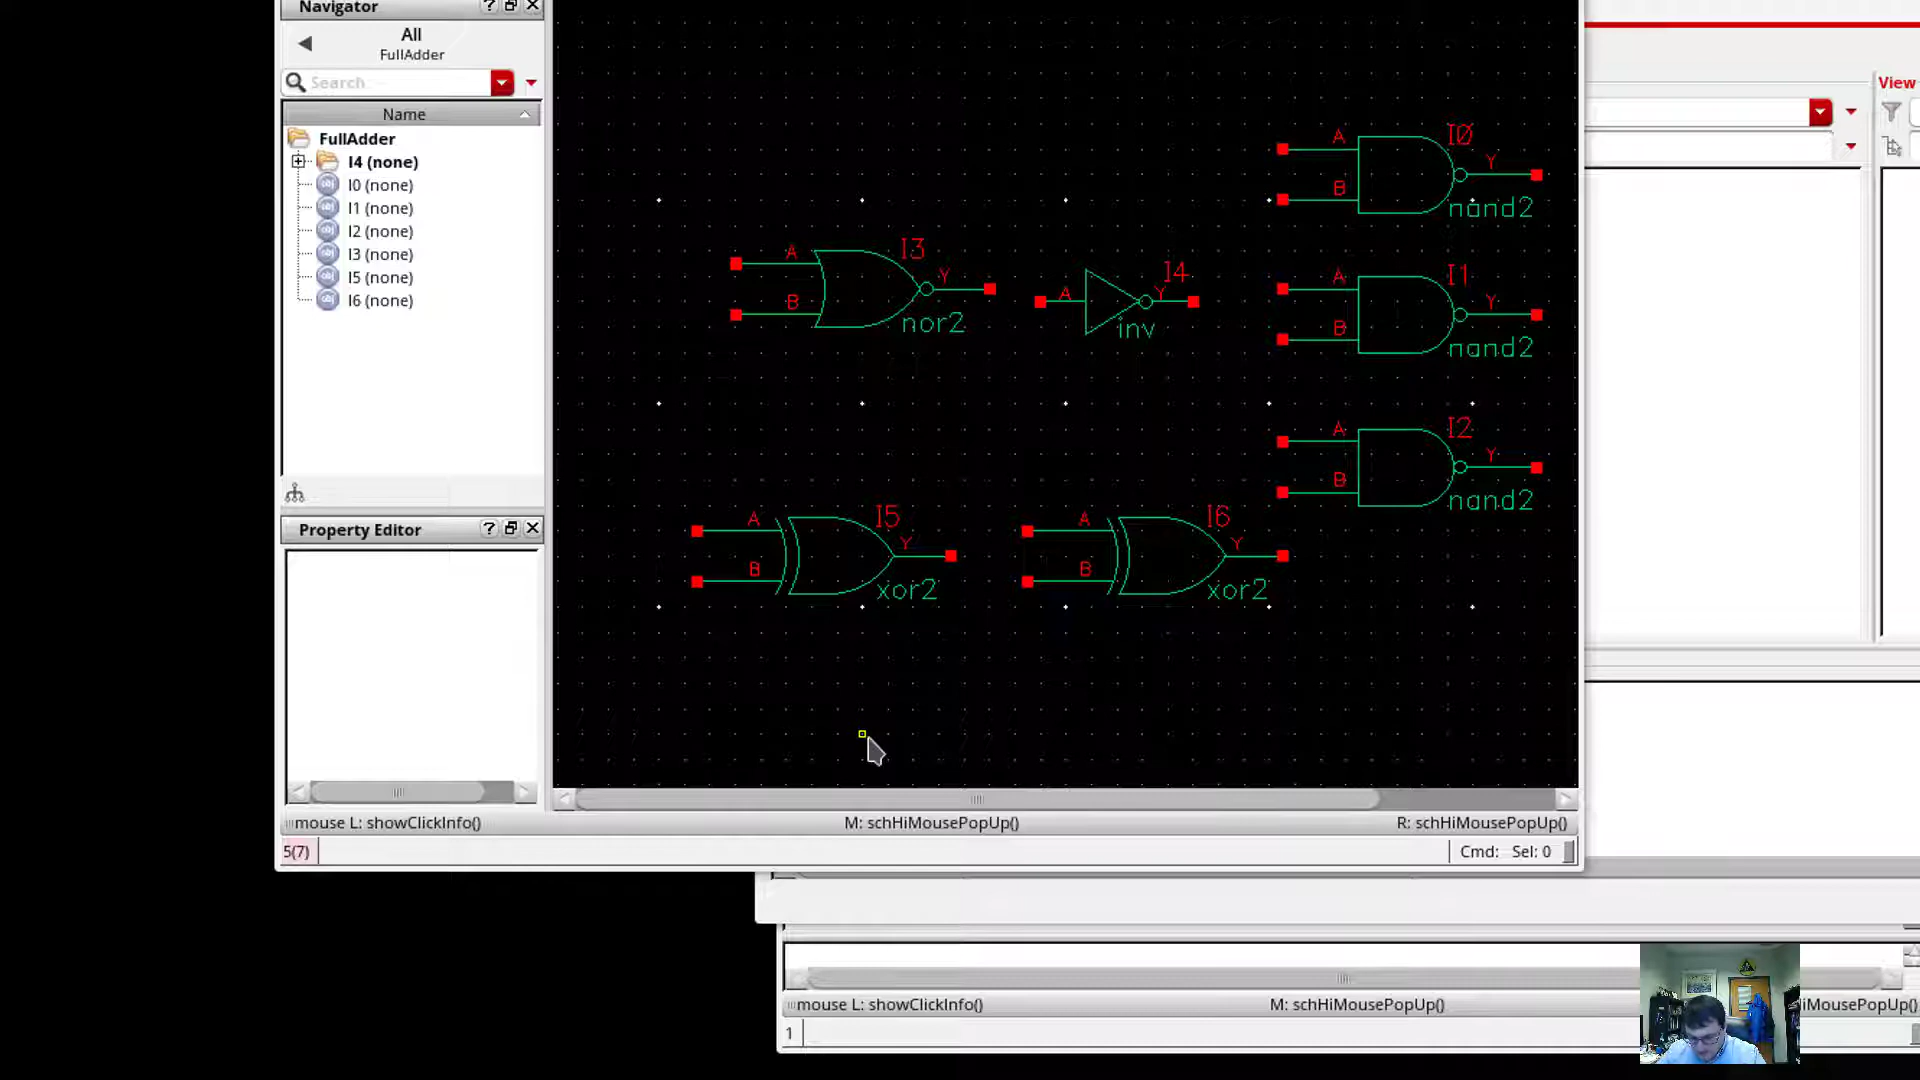 Navigator
All
FullAdder
Search
Name
FullAdder
I4 (none)
I0 (none)
I1 (none)
I2 (none)
I3 (none)
I5 (none)
I6 (none)
Property Editor
A
B
I3
Y
nor2
A
I4
Y
inv
A
B
I0
Y
nand2
A
B
I1
Y
nand2
A
B
I2
Y
nand2
A
B
I5
Y
xor2
A
B
I6
Y
xor2
View
mouse L: showClickInfo()
M: schHiMousePopUp()
R: schHiMousePopUp()
5(7)
Cmd: Sel: 0
mouse L: showClickInfo()
M: schHiMousePopUp()
iMousePopUp()
1